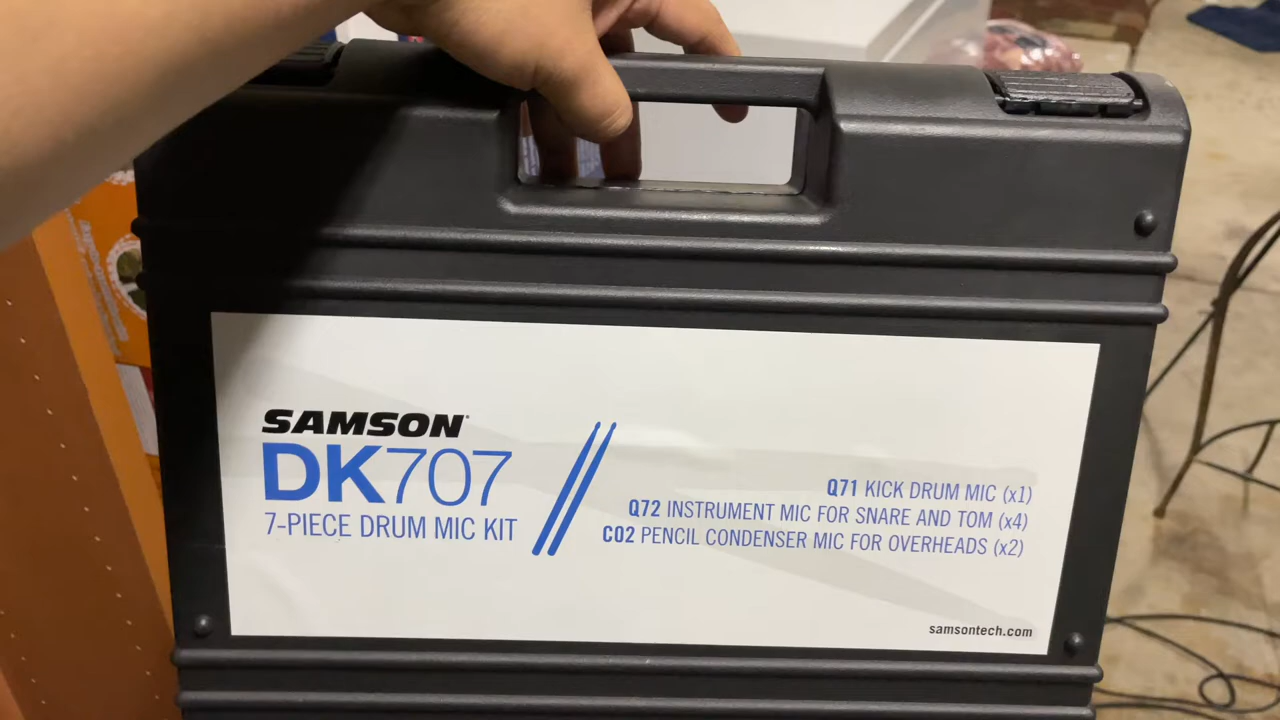 SAMSON
DK707
7-PIECE DRUM MIC KIT
Q71 KICK DRUM MIC (x1)
Q72 INSTRUMENT MIC FOR SNARE AND TOM (x4)
C02 PENCIL CONDENSER MIC FOR OVERHEADS (x2)
samsontech.com